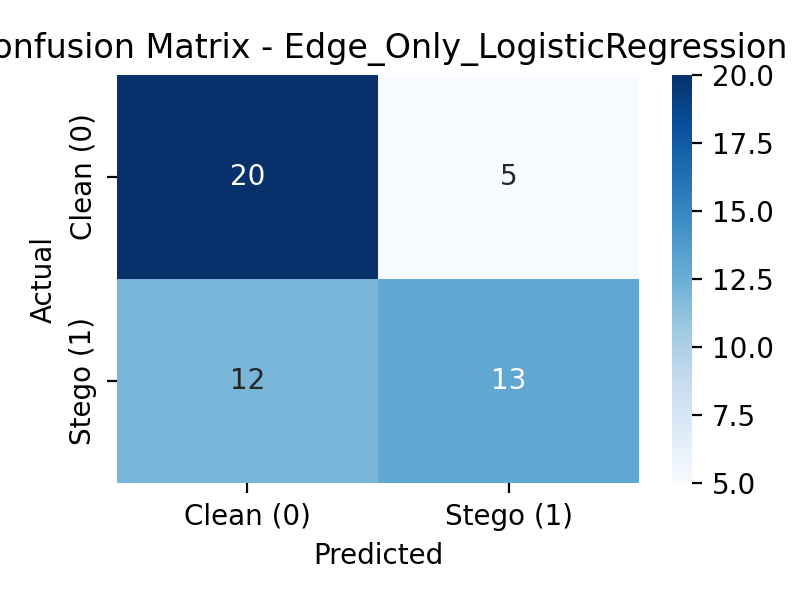 onfusion Matrix - Edge_Only_LogisticRegression
20.0
17.5
15.0
12.5
10.0
7.5
5.0
Actual
Clean (0)
Stego (1)
20
5
12
13
Clean (0)
Stego (1)
Predicted